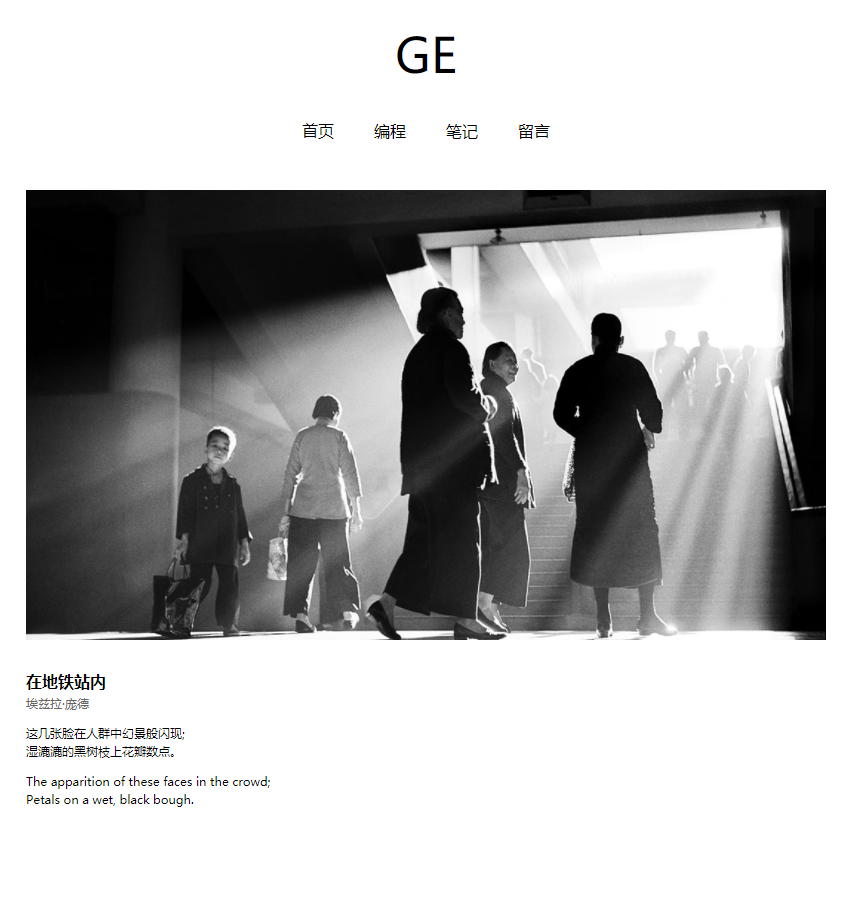 GE
首页 编程 笔记 留言
在地铁站内
埃兹拉·庞德
这几张脸在人群中幻景般闪现;
湿漉漉的黑树枝上花瓣数点。
The apparition of these faces in the crowd;
Petals on a wet, black bough.